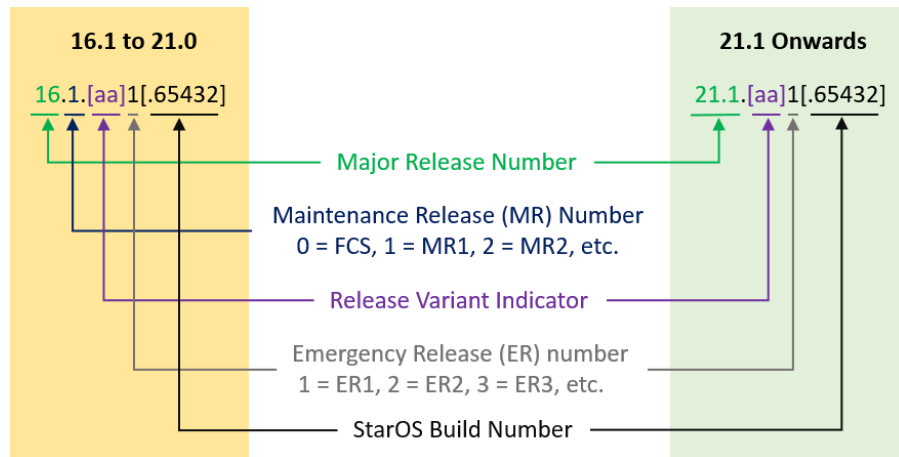 16.1 to 21.0
21.1 Onwards
16.1.[aa]1[.65432]
21.1.[aa]1[.65432]
Major Release Number
Maintenance Release (MR) Number
0 = FCS, 1 = MR1, 2 = MR2, etc.
Release Variant Indicator
Emergency Release (ER) number
1 = ER1, 2 = ER2, 3 = ER3, etc.
StarOS Build Number